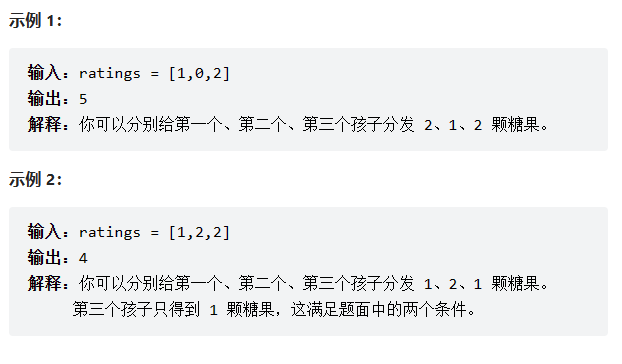 示例 1：
输入：ratings = [1,0,2]
输出：5
解释：你可以分别给第一个、第二个、第三个孩子分发 2、1、2 颗糖果。
示例 2：
输入：ratings = [1,2,2]
输出：4
解释：你可以分别给第一个、第二个、第三个孩子分发 1、2、1 颗糖果。
第三个孩子只得到 1 颗糖果，这满足题面中的两个条件。